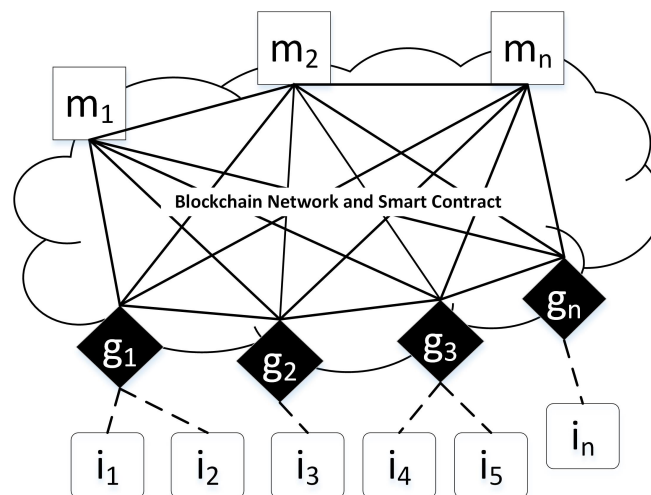 m₁
m₂
mₙ
Blockchain Network and Smart Contract
g₁
g₂
g₃
gₙ
i₁
i₂
i₃
i₄
i₅
iₙ